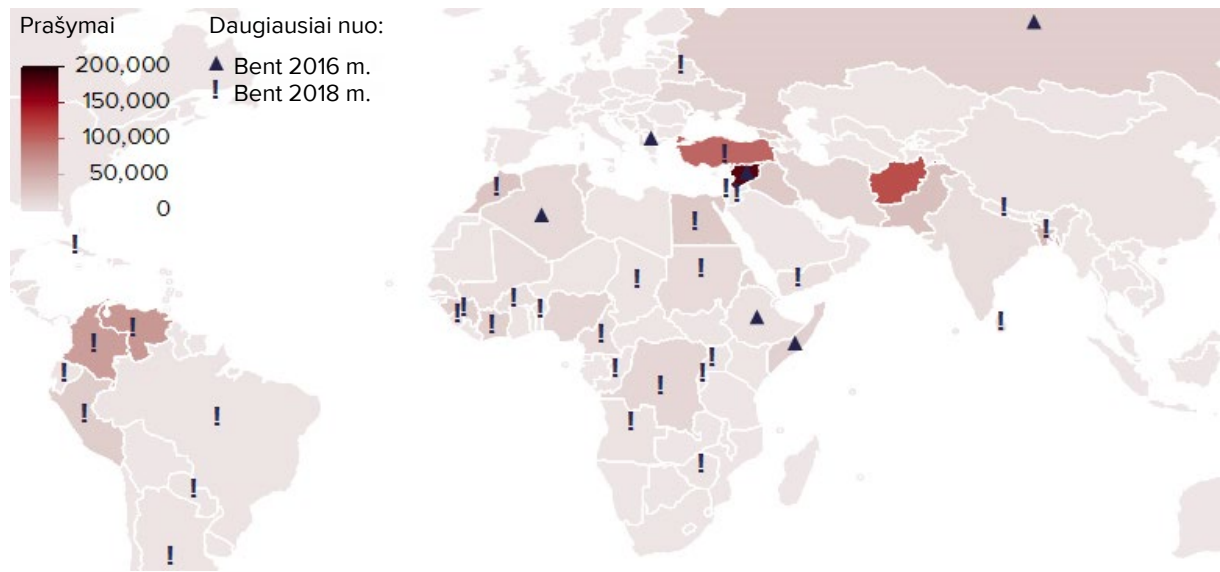 Prašymai
200,000
150,000
100,000
50,000
0
Daugiausiai nuo:
▲ Bent 2016 m.
! Bent 2018 m.